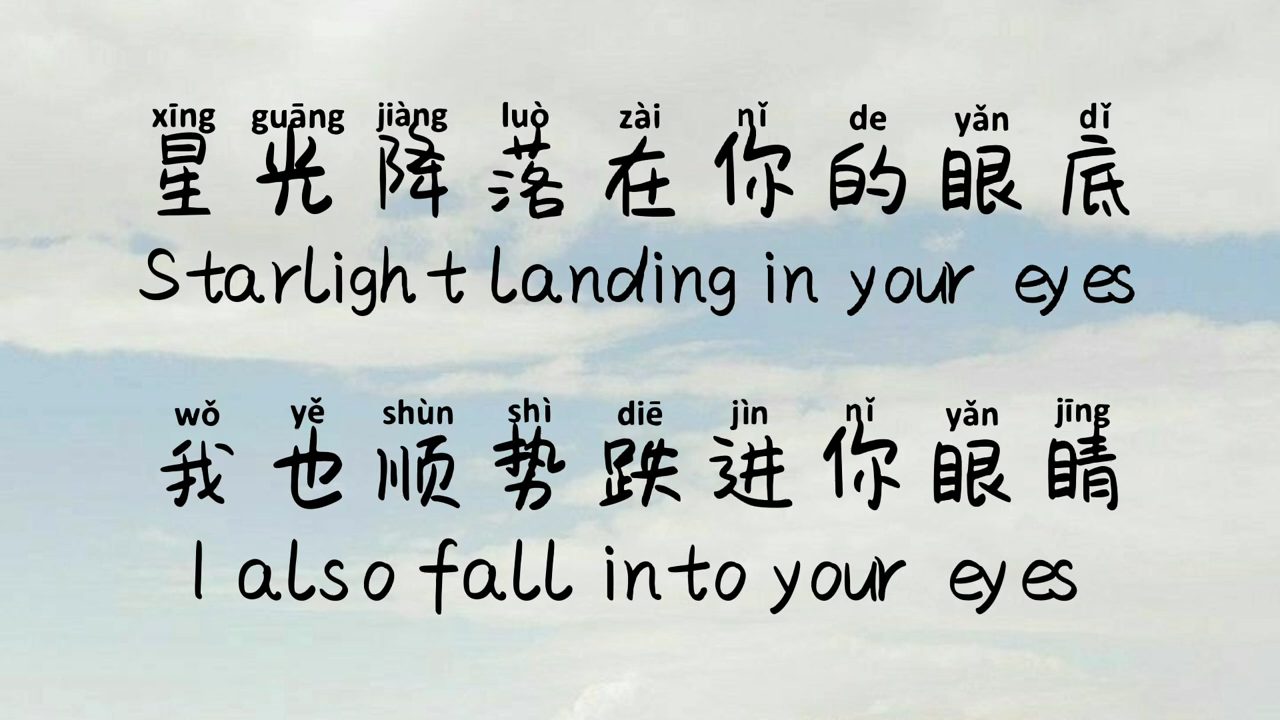 xīng guāng jiàng luò zài nǐ de yǎn dǐ
星光降落在你的眼底
Starlight landing in your eyes
wǒ yě shùn shì diē jìn nǐ yǎn jīng
我也顺势跌进你眼睛
I also fall into your eyes